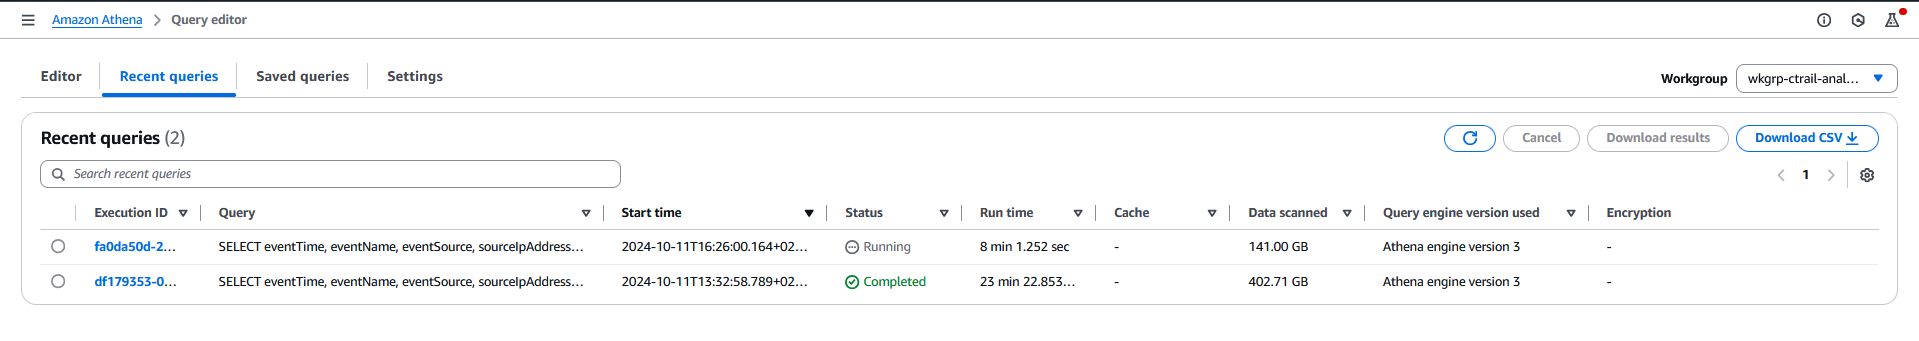 Amazon Athena > Query editor
Editor Recent queries Saved queries Settings
Workgroup wkgrp-ctrail-anal...
Recent queries (2)
Cancel Download results Download CSV
Search recent queries
1
Execution ID Query Start time Status Run time Cache Data scanned Query engine version used Encryption
fa0da50d-2... SELECT eventTime, eventName, eventSource, sourceIpAddress... 2024-10-11T16:26:00.164+02... Running 8 min 1.252 sec - 141.00 GB Athena engine version 3 -
df179353-0... SELECT eventTime, eventName, eventSource, sourceIpAddress... 2024-10-11T13:32:58.789+02... Completed 23 min 22.853... - 402.71 GB Athena engine version 3 -